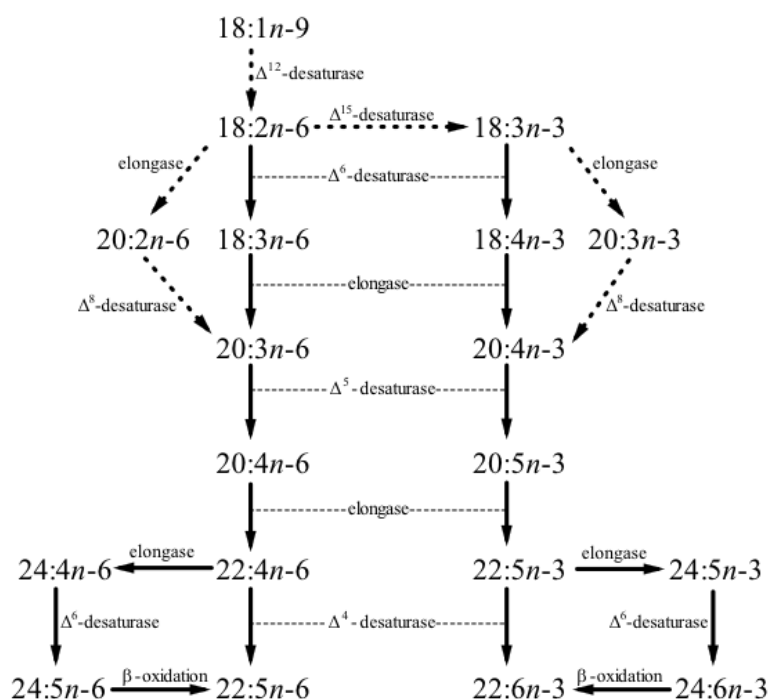 18:1n-9
Δ12-desaturase
Δ15-desaturase
18:2n-6 18:3n-3
elongase elongase
Δ6-desaturase
20:2n-6 18:3n-6 18:4n-3 20:3n-3
elongase
Δ8-desaturase Δ8-desaturase
20:3n-6 20:4n-3
Δ5-desaturase
20:4n-6 20:5n-3
elongase
elongase elongase
24:4n-6 22:4n-6 22:5n-3 24:5n-3
Δ6-desaturase Δ4-desaturase Δ6-desaturase
β-oxidation β-oxidation
24:5n-6 22:5n-6 22:6n-3 24:6n-3